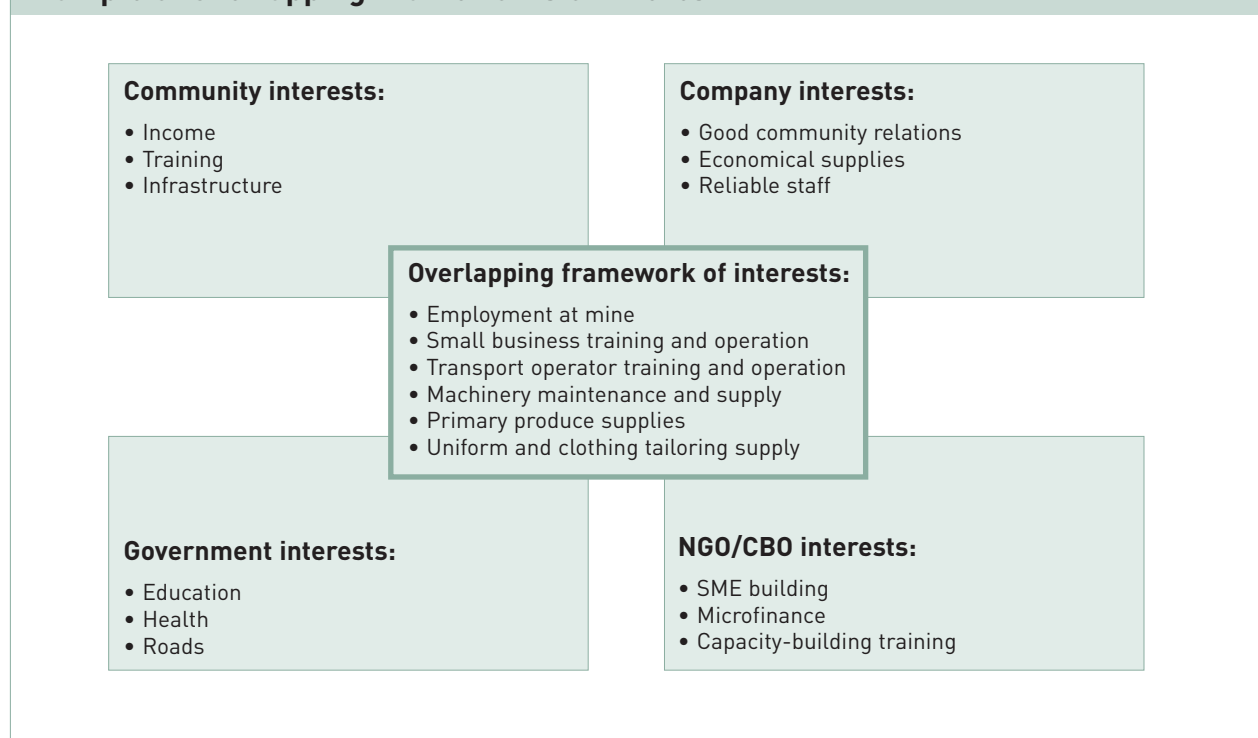 Community interests:
• Income
• Training
• Infrastructure
Company interests:
• Good community relations
• Economical supplies
• Reliable staff
Overlapping framework of interests:
• Employment at mine
• Small business training and operation
• Transport operator training and operation
• Machinery maintenance and supply
• Primary produce supplies
• Uniform and clothing tailoring supply
Government interests:
• Education
• Health
• Roads
NGO/CBO interests:
• SME building
• Microfinance
• Capacity-building training